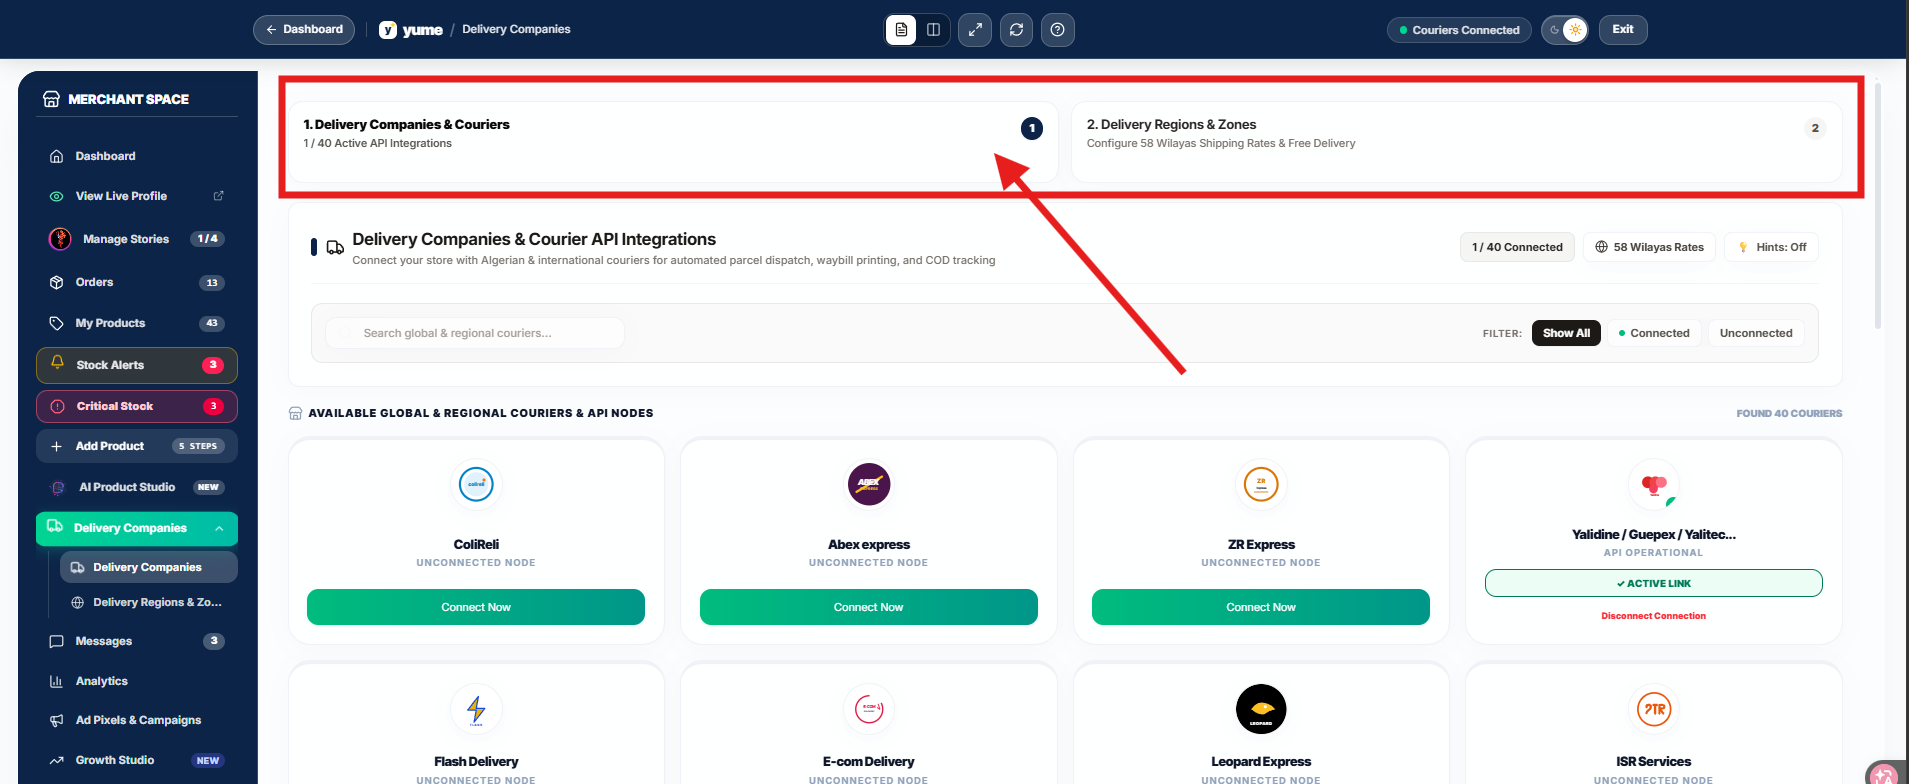 Dashboard
yume / Delivery Companies
Couriers Connected
Exit
MERCHANT SPACE
Dashboard
View Live Profile
Manage Stories 1/4
Orders 13
My Products 43
Stock Alerts 3
Critical Stock 3
Add Product 5 STEPS
AI Product Studio NEW
Delivery Companies
Delivery Companies
Delivery Regions & Zo...
Messages 3
Analytics
Ad Pixels & Campaigns
Growth Studio NEW
1. Delivery Companies & Couriers 1
1 / 40 Active API Integrations
2. Delivery Regions & Zones 2
Configure 58 Wilayas Shipping Rates & Free Delivery
Delivery Companies & Courier API Integrations
Connect your store with Algerian & international couriers for automated parcel dispatch, waybill printing, and COD tracking
1 / 40 Connected
58 Wilayas Rates
Hints: Off
Search global & regional couriers...
FILTER: Show All Connected Unconnected
AVAILABLE GLOBAL & REGIONAL COURIERS & API NODES
FOUND 40 COURIERS
ColiReli
UNCONNECTED NODE
Connect Now
ABEX
EXPRESS
Abex express
UNCONNECTED NODE
Connect Now
ZR
ZR Express
UNCONNECTED NODE
Connect Now
Yalidine / Guepex / Yalitec...
API OPERATIONAL
✓ ACTIVE LINK
Disconnect Connection
FLASH
Flash Delivery
UNCONNECTED NODE
E-com Delivery
UNCONNECTED NODE
LEOPARD
Leopard Express
UNCONNECTED NODE
ISR Services
UNCONNECTED NODE